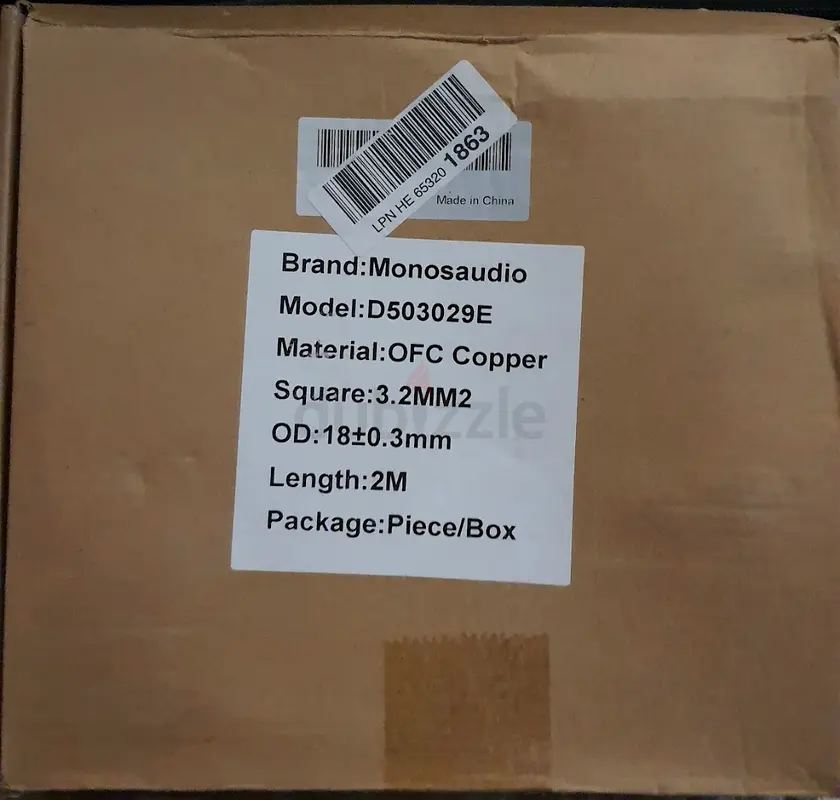 LPN HE 65320 1863
Made in China
Brand:Monosaudio
Model:D503029E
Material:OFC Copper
Square:3.2MM2
dubizzle
OD:18±0.3mm
Length:2M
Package:Piece/Box